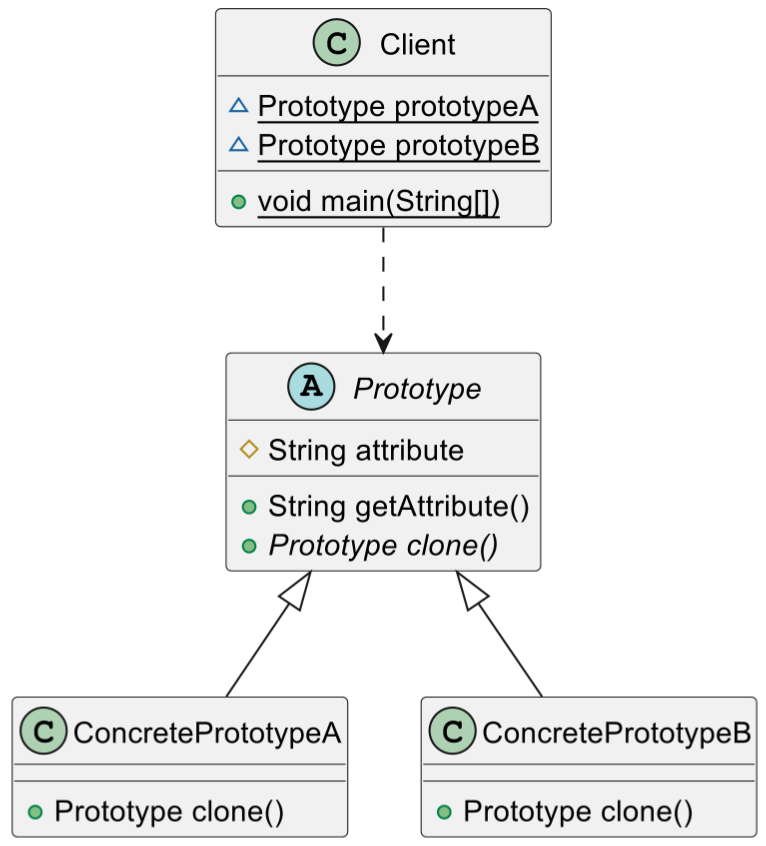 C Client
Prototype prototypeA
Prototype prototypeB
void main(String[])
A Prototype
String attribute
String getAttribute()
Prototype clone()
C ConcretePrototypeA
Prototype clone()
C ConcretePrototypeB
Prototype clone()